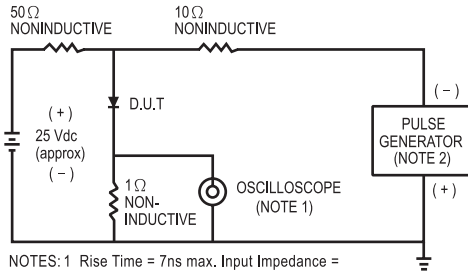 50Ω
NONINDUCTIVE
10Ω
NONINDUCTIVE
(+)
25 Vdc
(approx)
(−)
D.U.T
1Ω
NON-
INDUCTIVE
OSCILLOSCOPE
(NOTE 1)
(−)
PULSE
GENERATOR
(NOTE 2)
(+)
NOTES: 1 Rise Time = 7ns max. Input Impedance =